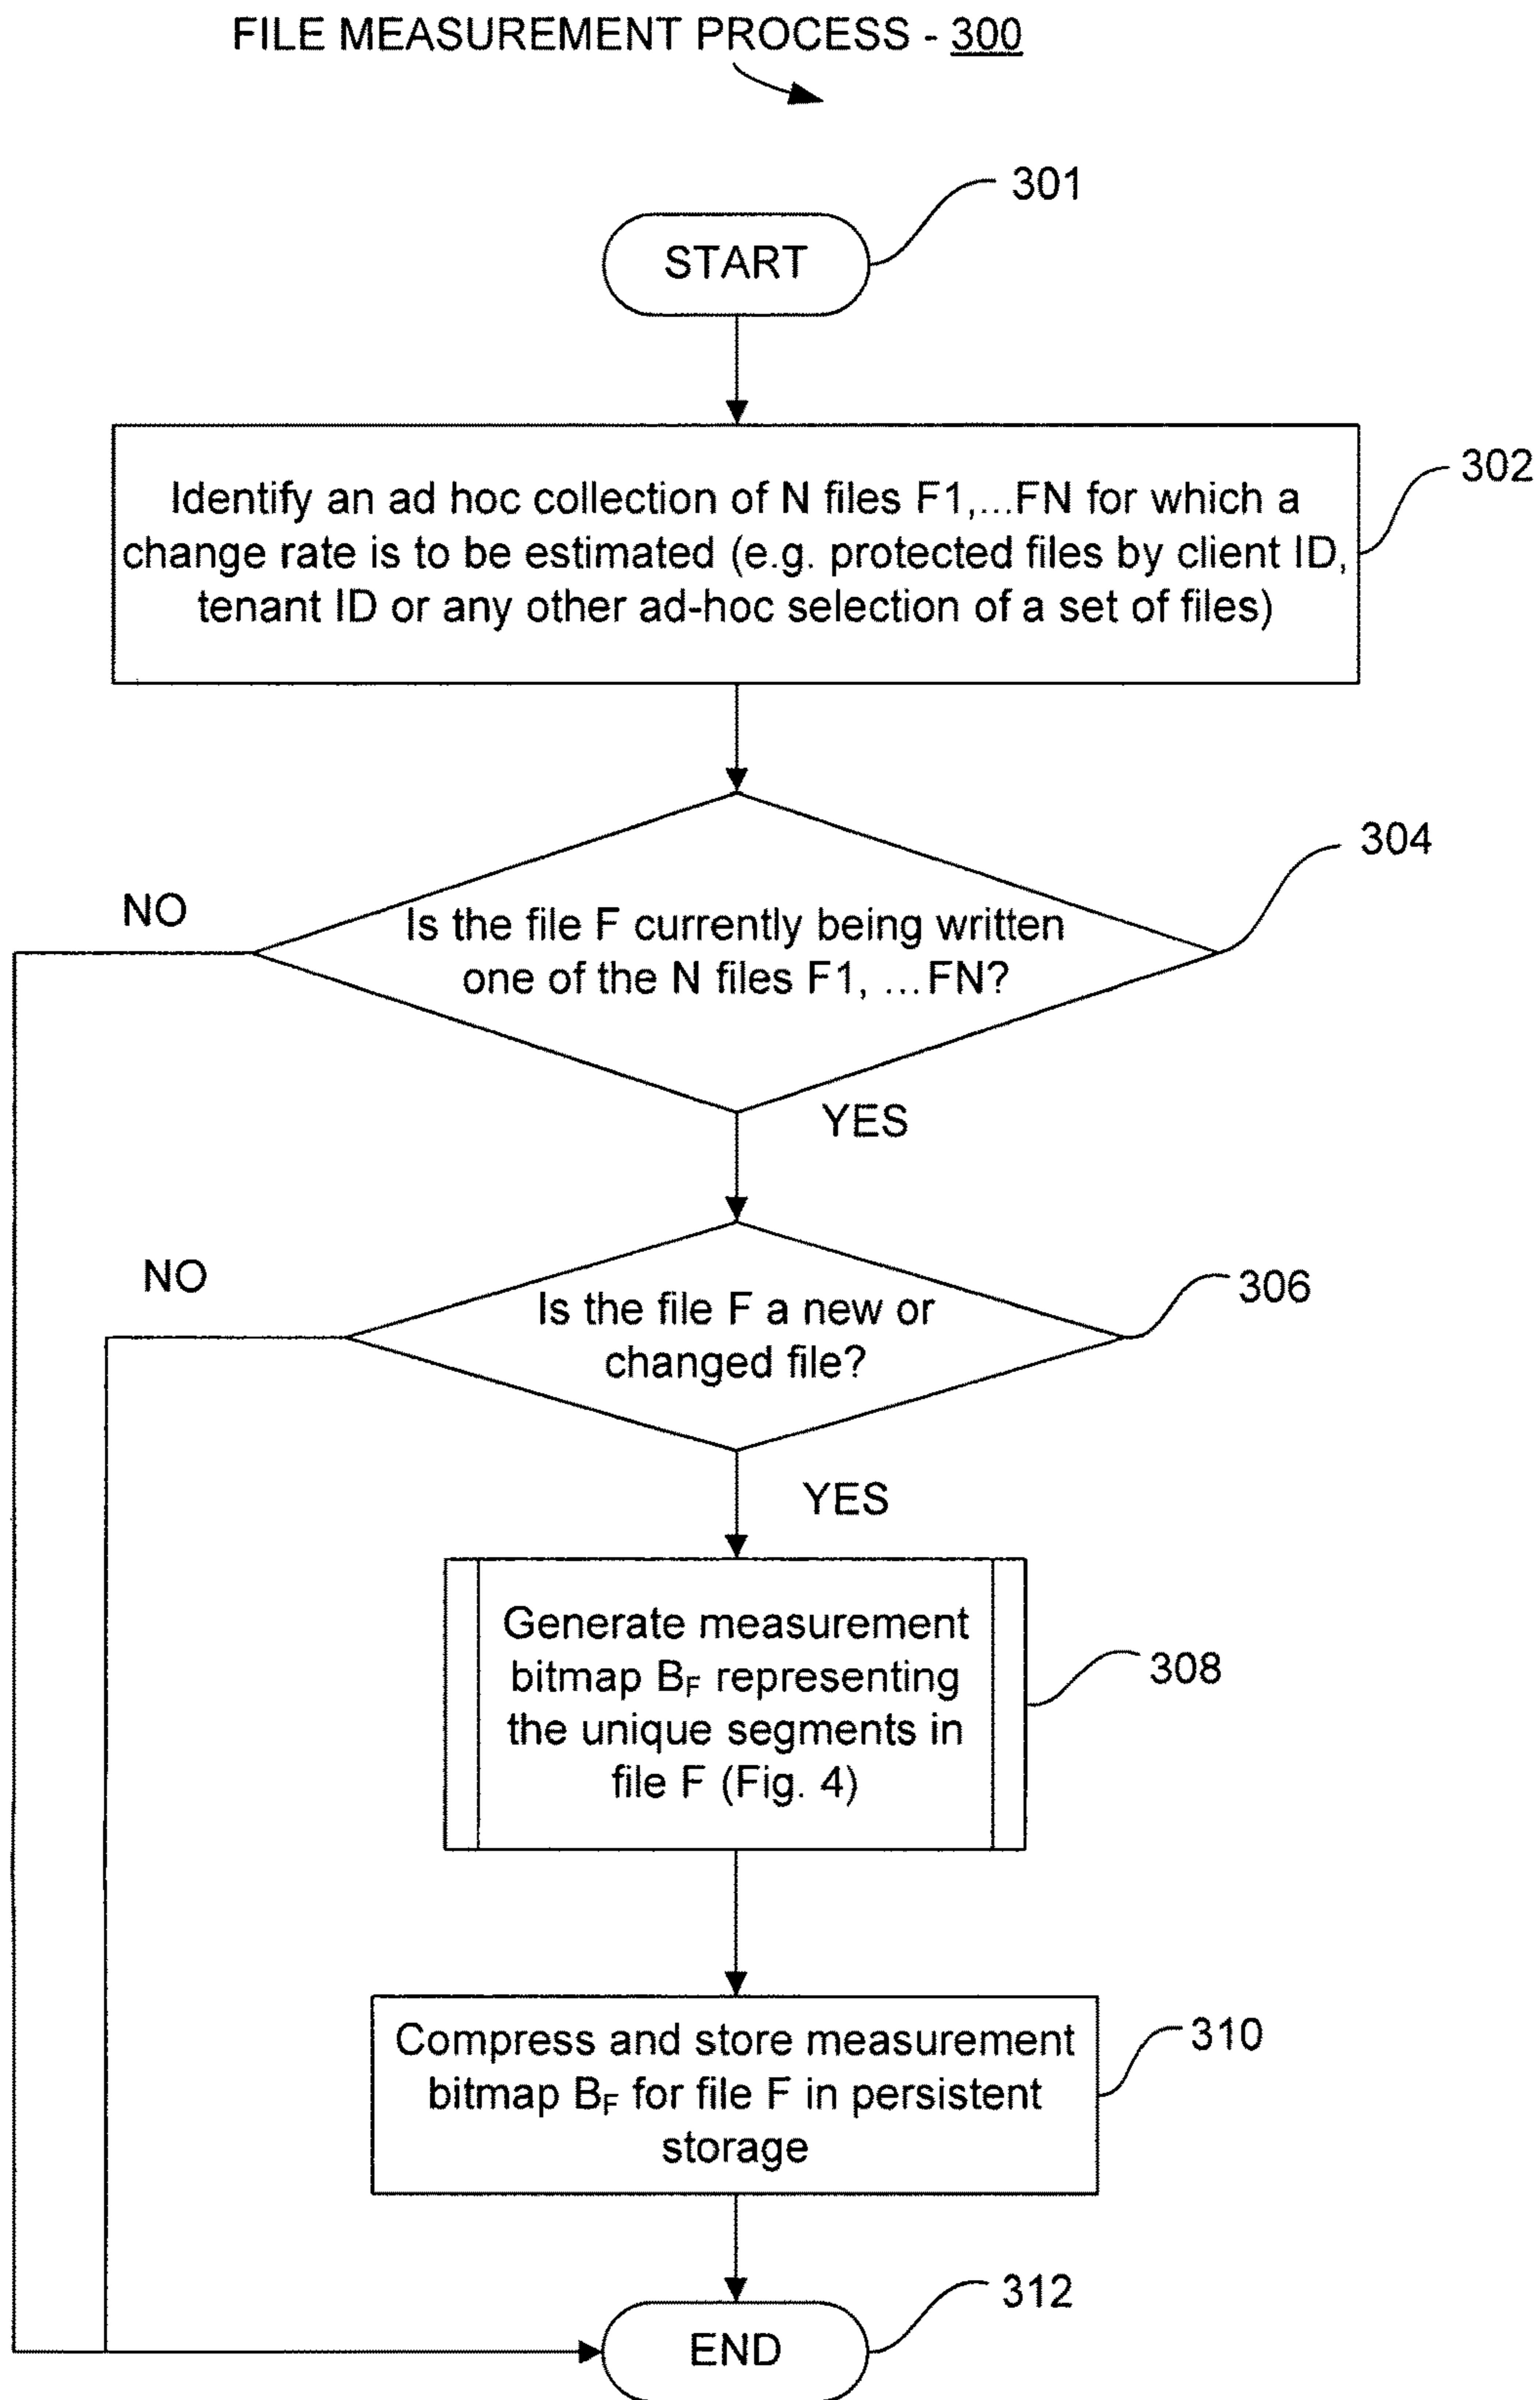 FILE MEASUREMENT PROCESS - 300
301
START
302
Identify an ad hoc collection of N files F1,...FN for which a
change rate is to be estimated (e.g. protected files by client ID,
tenant ID or any other ad-hoc selection of a set of files)
304
NO
Is the file F currently being written
one of the N files F1, ...FN?
YES
306
NO
Is the file F a new or
changed file?
YES
308
Generate measurement
bitmap BF representing
the unique segments in
file F (Fig. 4)
310
Compress and store measurement
bitmap BF for file F in persistent
storage
312
END